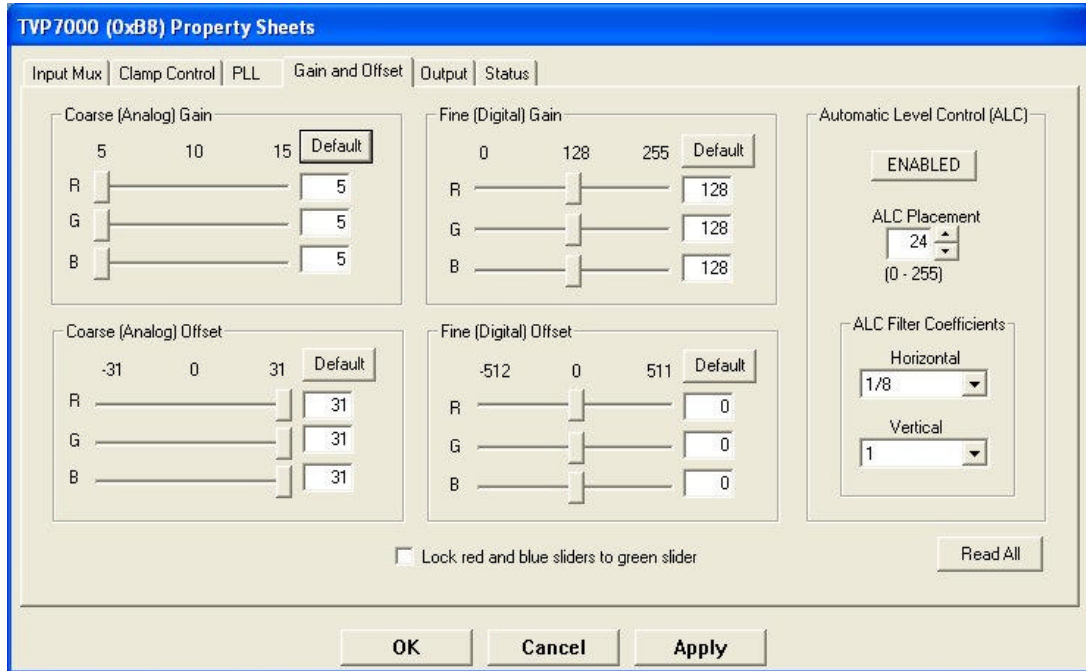 TVP7000 (0xB8) Property Sheets
Input Mux Clamp Control PLL Gain and Offset Output Status
Coarse (Analog) Gain
5 10 15 Default
R 5
G 5
B 5
Fine (Digital) Gain
0 128 255 Default
R 128
G 128
B 128
Automatic Level Control (ALC)
ENABLED
ALC Placement
24
(0 - 255)
Coarse (Analog) Offset
-31 0 31 Default
R 31
G 31
B 31
Fine (Digital) Offset
-512 0 511 Default
R 0
G 0
B 0
ALC Filter Coefficients
Horizontal
1/8
Vertical
1
Lock red and blue sliders to green slider
Read All
OK Cancel Apply